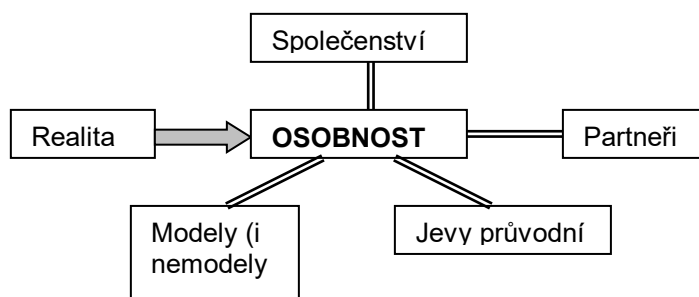 Společenství
Realita
OSOBNOST
Partneři
Modely (i
nemodely
Jevy průvodní